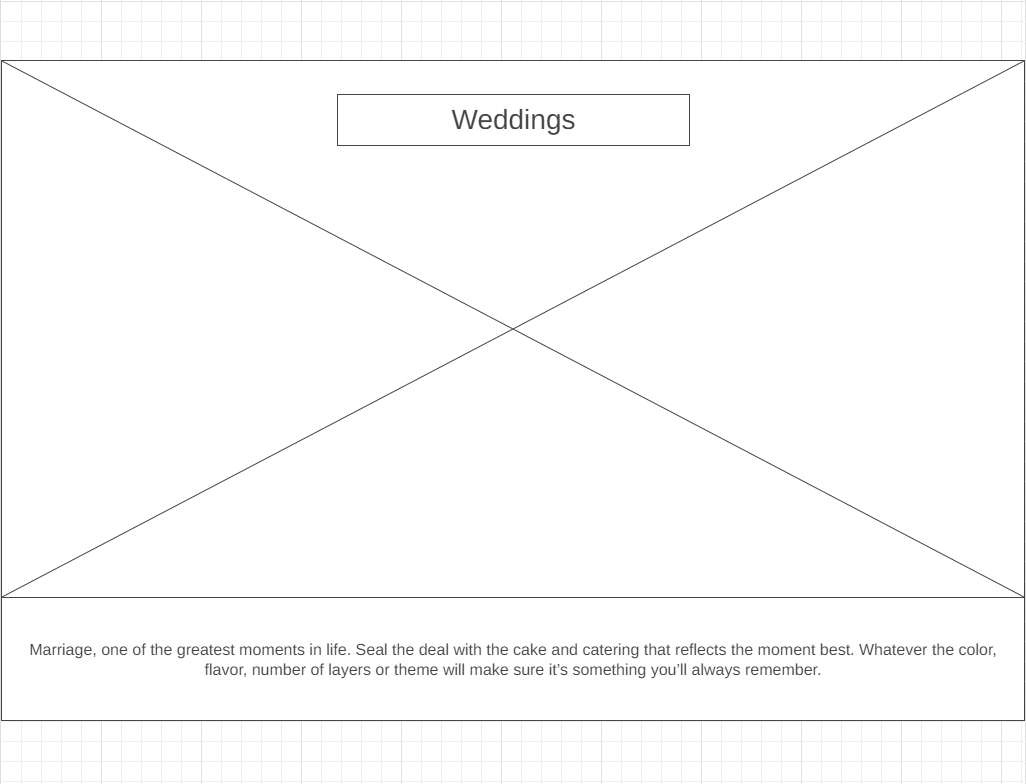 Weddings
Marriage, one of the greatest moments in life. Seal the deal with the cake and catering that reflects the moment best. Whatever the color,
flavor, number of layers or theme will make sure it’s something you’ll always remember.